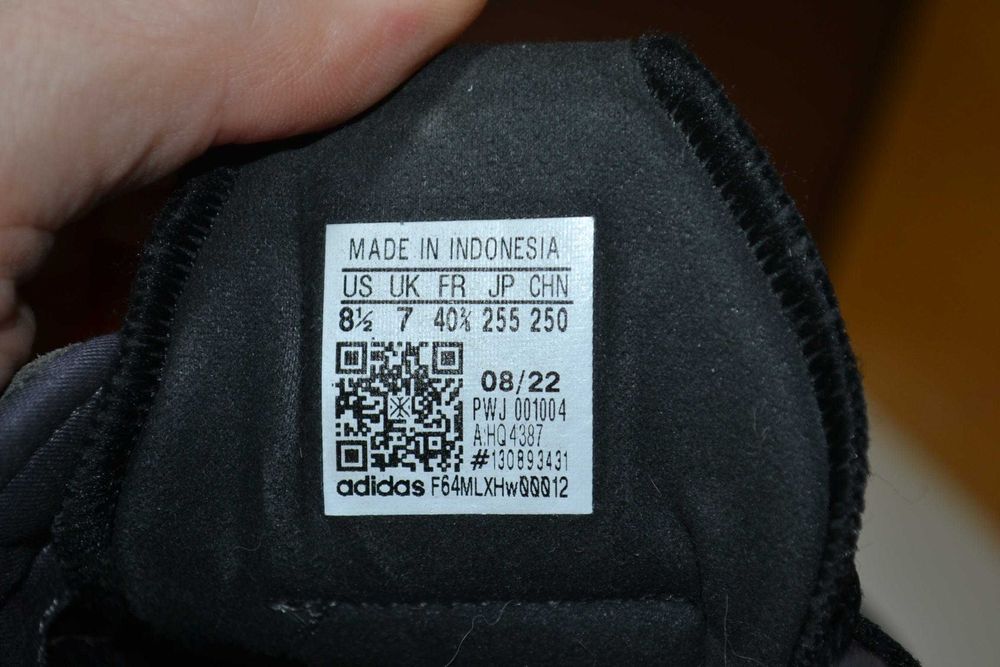 MADE IN INDONESIA
US UK FR JP CHN
8½ 7 40⅔ 255 250
08/22
PWJ 001004
A:HQ4387
#130893431
adidas F64MLXHw00012